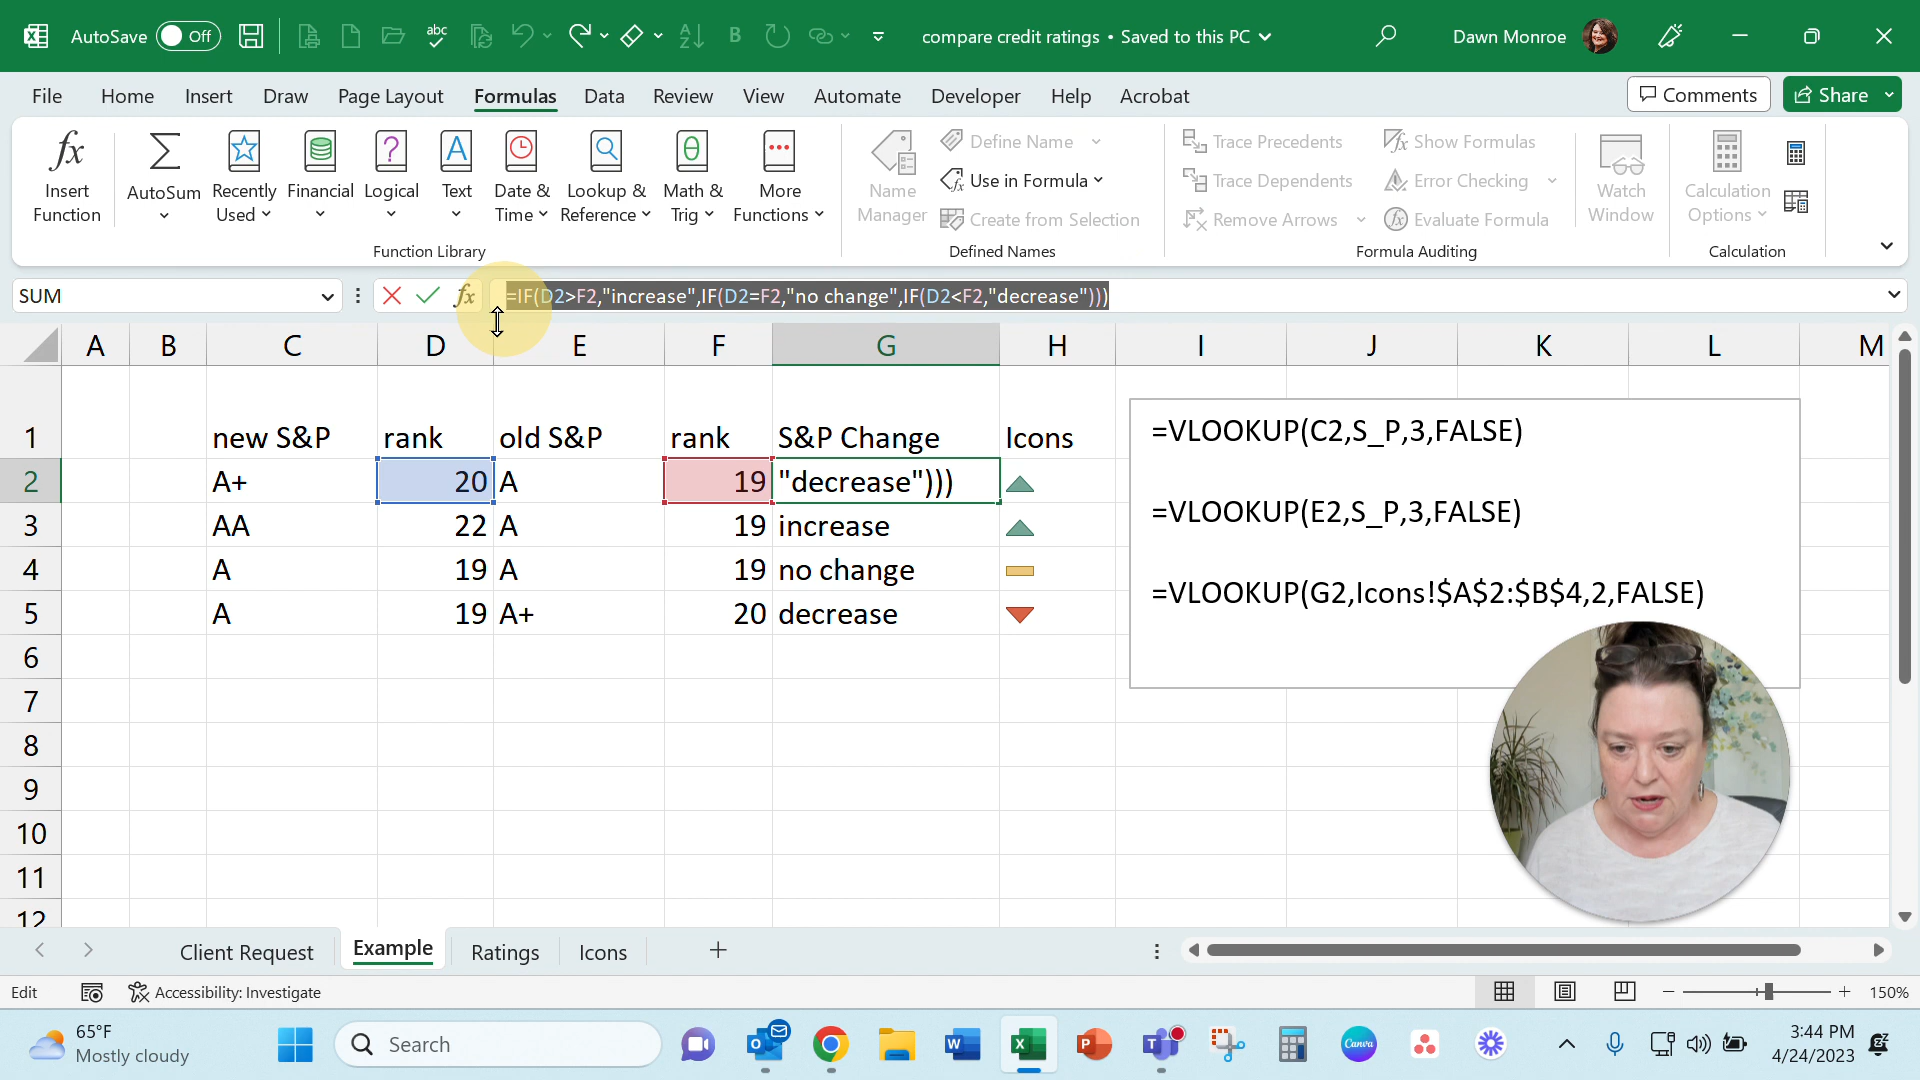 AutoSave Off
abc
B
compare credit ratings • Saved to this PC
Dawn Monroe
File Home Insert Draw Page Layout Formulas Data Review View Automate Developer Help Acrobat
Comments Share
Insert Function
AutoSum
Recently Used
Financial
Logical
Text
Date & Time
Lookup & Reference
Math & Trig
More Functions
Function Library
Name Manager
Define Name
Use in Formula
Create from Selection
Defined Names
Trace Precedents
Trace Dependents
Remove Arrows
Show Formulas
Error Checking
Evaluate Formula
Formula Auditing
Watch Window
Calculation Options
Calculation
SUM
fx
=IF(D2>F2,"increase",IF(D2=F2,"no change",IF(D2<F2,"decrease")))
A B C D E F G H I J K L M
1 new S&P rank old S&P rank S&P Change Icons
2 A+ 20 A 19 "decrease")))
3 AA 22 A 19 increase
4 A 19 A 19 no change
5 A 19 A+ 20 decrease
6
7
8
9
10
11
12
=VLOOKUP(C2,S_P,3,FALSE)
=VLOOKUP(E2,S_P,3,FALSE)
=VLOOKUP(G2,Icons!$A$2:$B$4,2,FALSE)
Client Request Example Ratings Icons
Edit Accessibility: Investigate 150%
65°F
Mostly cloudy
Search
Canva
3:44 PM
4/24/2023